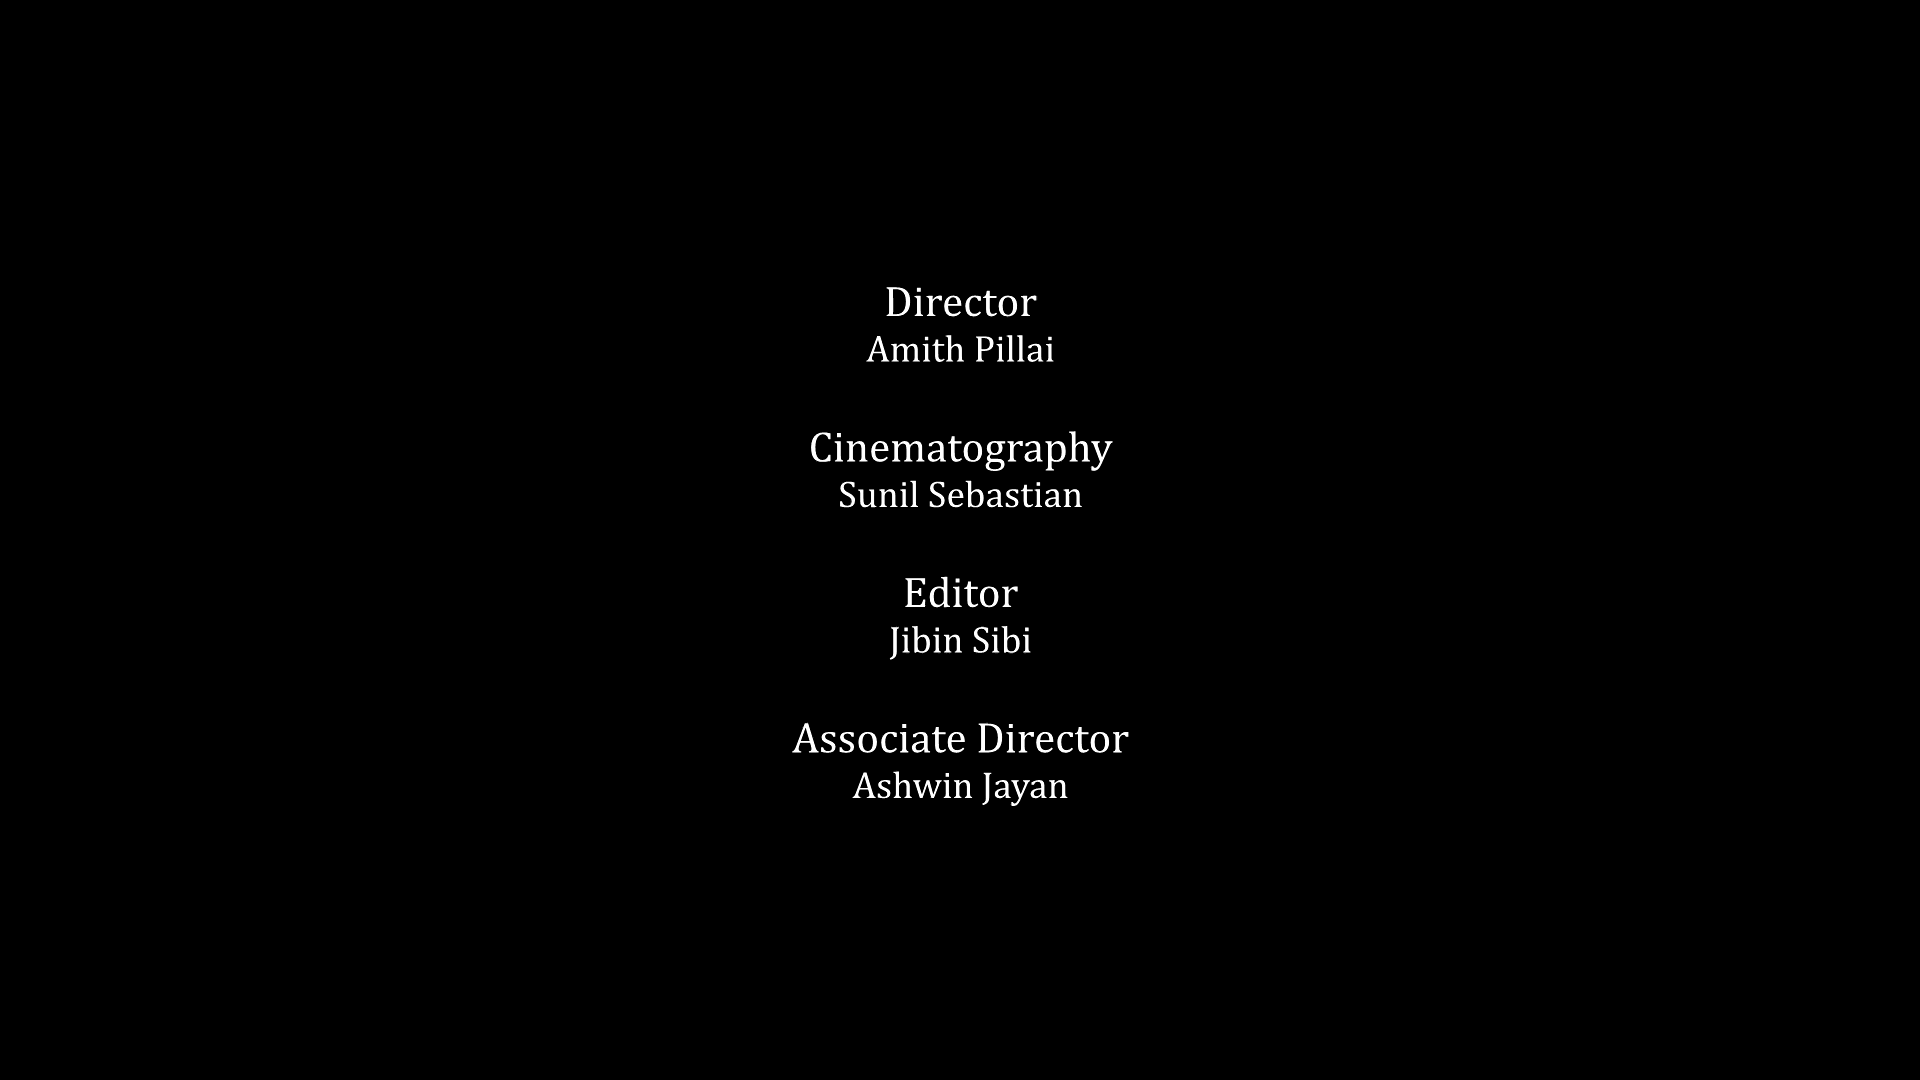 Director
Amith Pillai
Cinematography
Sunil Sebastian
Editor
Jibin Sibi
Associate Director
Ashwin Jayan